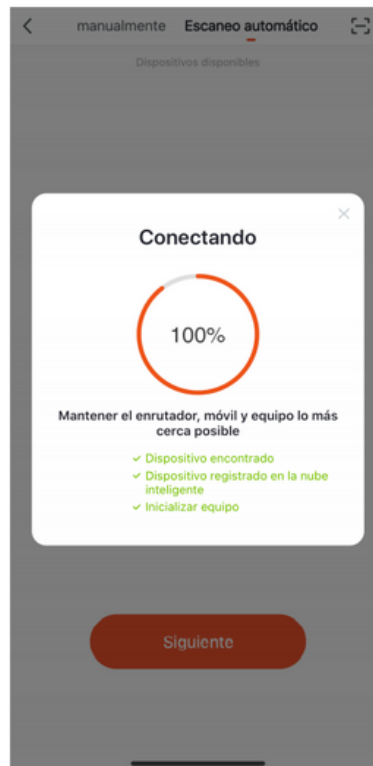 manualmente Escaneo automático
Dispositivos disponibles
Conectando
100%
Mantener el enrutador, móvil y equipo lo más
cerca posible
Dispositivo encontrado
Dispositivo registrado en la nube
inteligente
Inicializar equipo
Siguiente